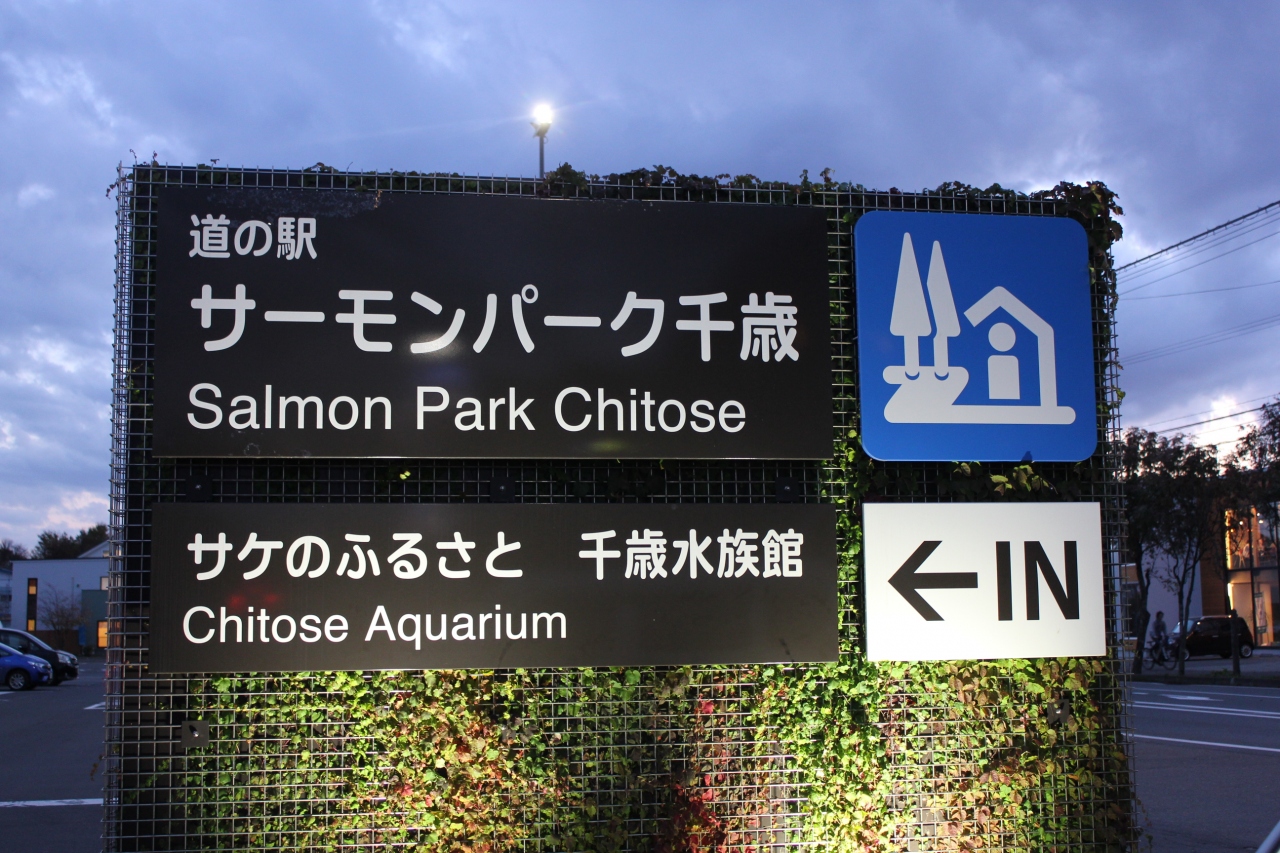 道の駅
サーモンパーク千歳
Salmon Park Chitose
サケのふるさと　千歳水族館
Chitose Aquarium
←IN